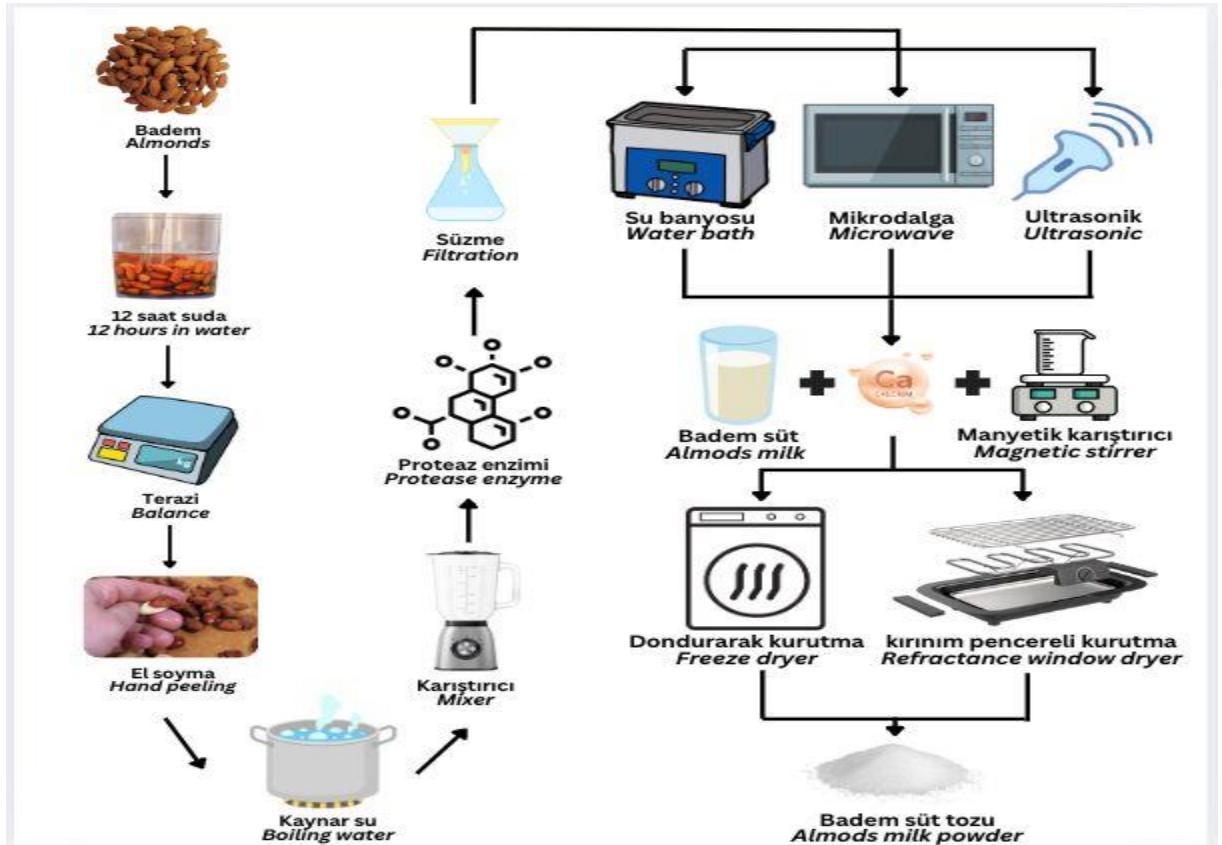 Badem
Almonds
12 saat suda
12 hours in water
Terazi
Balance
El soyma
Hand peeling
Kaynar su
Boiling water
Karıştırıcı
Mixer
Proteaz enzimi
Protease enzyme
Süzme
Filtration
Su banyosu
Water bath
Mikrodalga
Microwave
Ultrasonik
Ultrasonic
Badem süt
Almods milk
Ca
Manyetik karıştırıcı
Magnetic stirrer
Dondurarak kurutma
Freeze dryer
kırınım pencereli kurutma
Refractance window dryer
Badem süt tozu
Almods milk powder